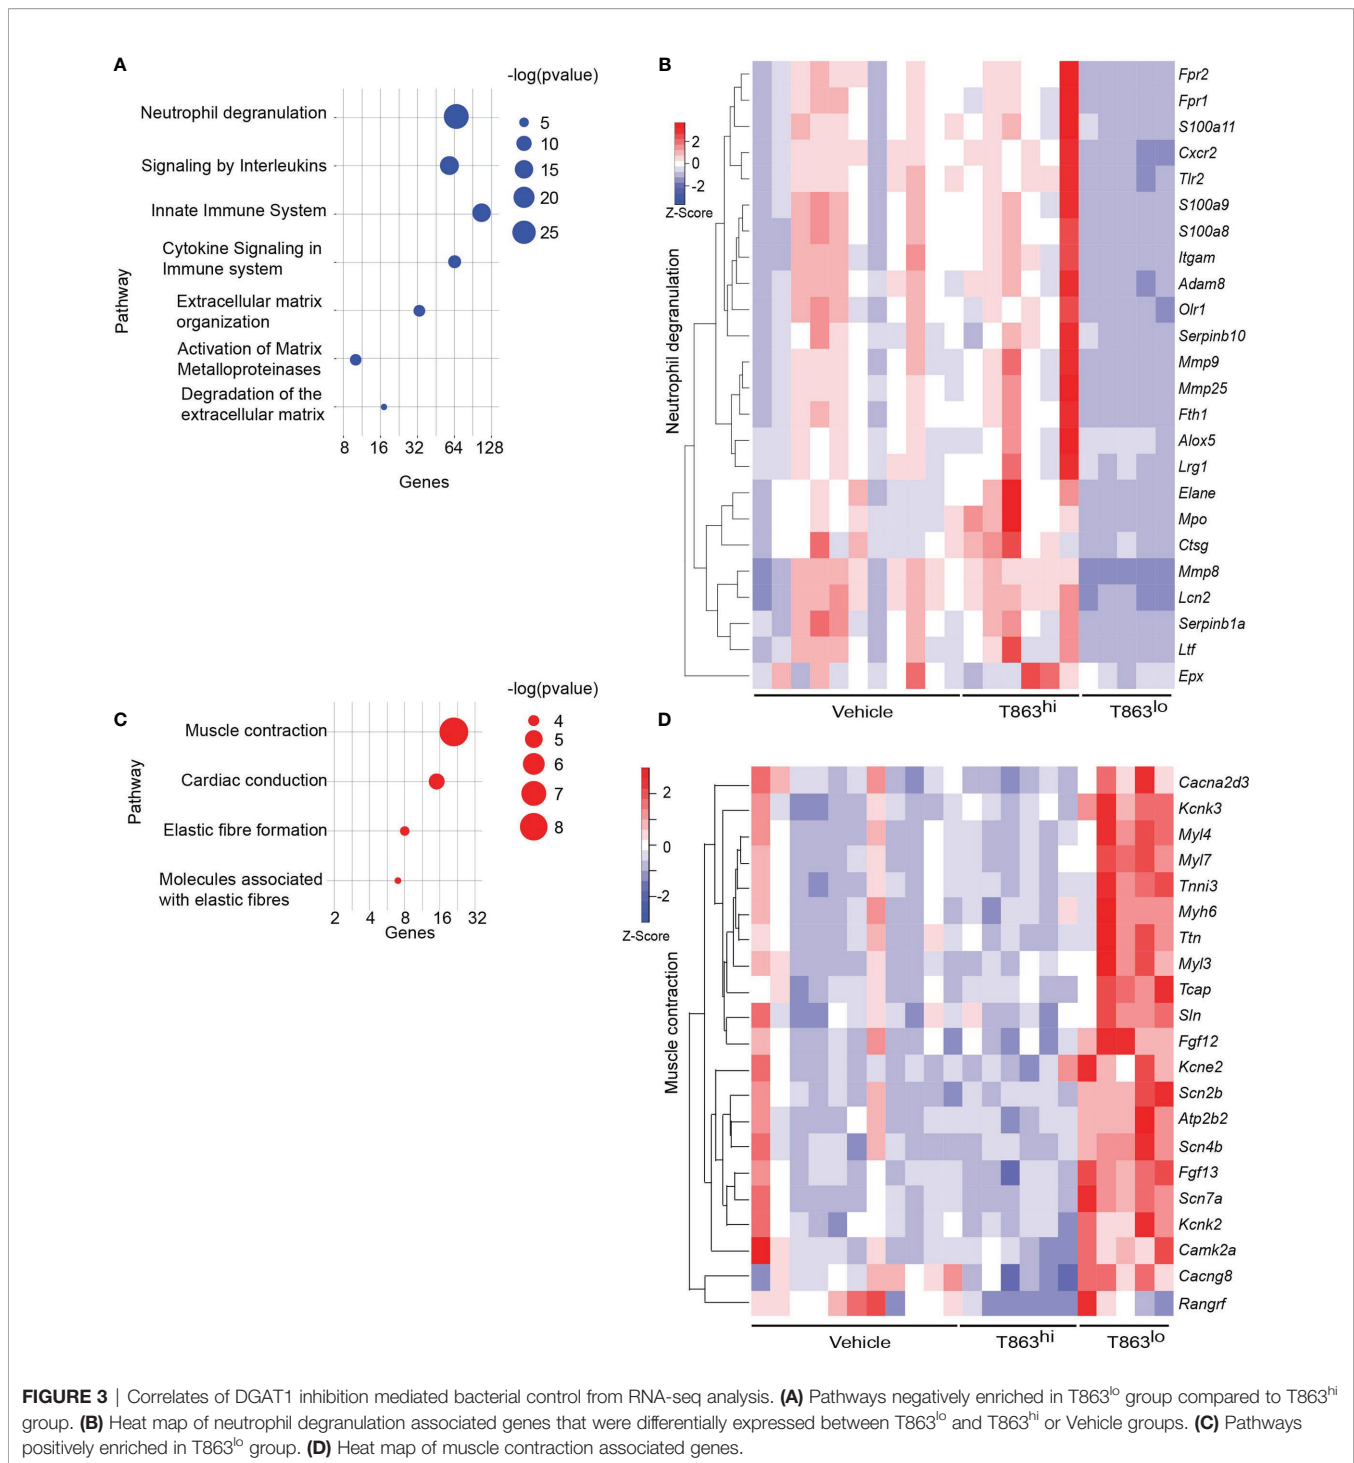 A
-log(pvalue)
5
10
15
20
25
Neutrophil degranulation
Signaling by Interleukins
Innate Immune System
Cytokine Signaling in
Immune system
Extracellular matrix
organization
Activation of Matrix
Metalloproteinases
Degradation of the
extracellular matrix
Pathway
8 16 32 64 128
Genes
B
2
0
-2
Z-Score
Neutrophil degranulation
Fpr2
Fpr1
S100a11
Cxcr2
Tlr2
S100a9
S100a8
Itgam
Adam8
Olr1
Serpinb10
Mmp9
Mmp25
Fth1
Alox5
Lrg1
Elane
Mpo
Ctsg
Mmp8
Lcn2
Serpinb1a
Ltf
Epx
Vehicle T863hi T863lo
C
-log(pvalue)
4
5
6
7
8
Muscle contraction
Cardiac conduction
Elastic fibre formation
Molecules associated
with elastic fibres
Pathway
2 4 8 16 32
Genes
D
2
0
-2
Z-Score
Muscle contraction
Cacna2d3
Kcnk3
Myl4
Myl7
Tnni3
Myh6
Ttn
Myl3
Tcap
Sln
Fgf12
Kcne2
Scn2b
Atp2b2
Scn4b
Fgf13
Scn7a
Kcnk2
Camk2a
Cacng8
Rangrf
Vehicle T863hi T863lo
FIGURE 3 | Correlates of DGAT1 inhibition mediated bacterial control from RNA-seq analysis. (A) Pathways negatively enriched in T863lo group compared to T863hi
group. (B) Heat map of neutrophil degranulation associated genes that were differentially expressed between T863lo and T863hi or Vehicle groups. (C) Pathways
positively enriched in T863lo group. (D) Heat map of muscle contraction associated genes.